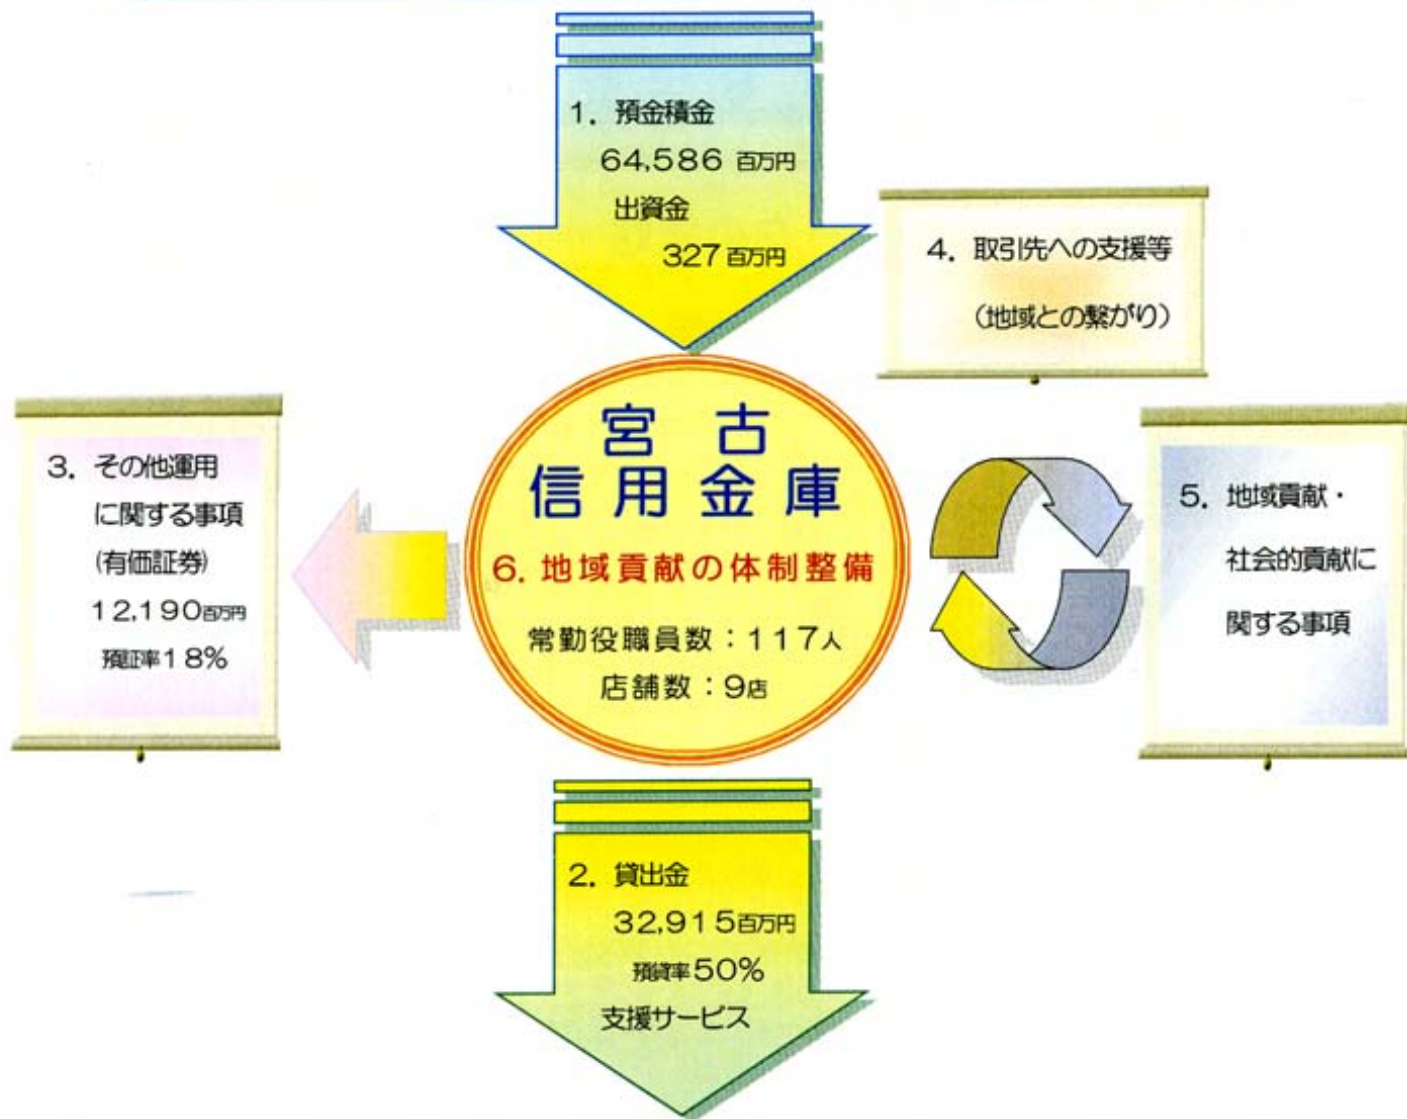 1. 預金積金
64,586 百万円
出資金
327百万円
4. 取引先への支援等
(地域との繋がり)
宮古
信用金庫
6. 地域貢献の体制整備
常勤役職員数：117人
店舗数：9店
3. その他運用
に関する事項
(有価証券)
12,190百万円
預証率18%
5. 地域貢献・
社会的貢献に
関する事項
2. 貸出金
32,915百万円
預貸率50%
支援サービス